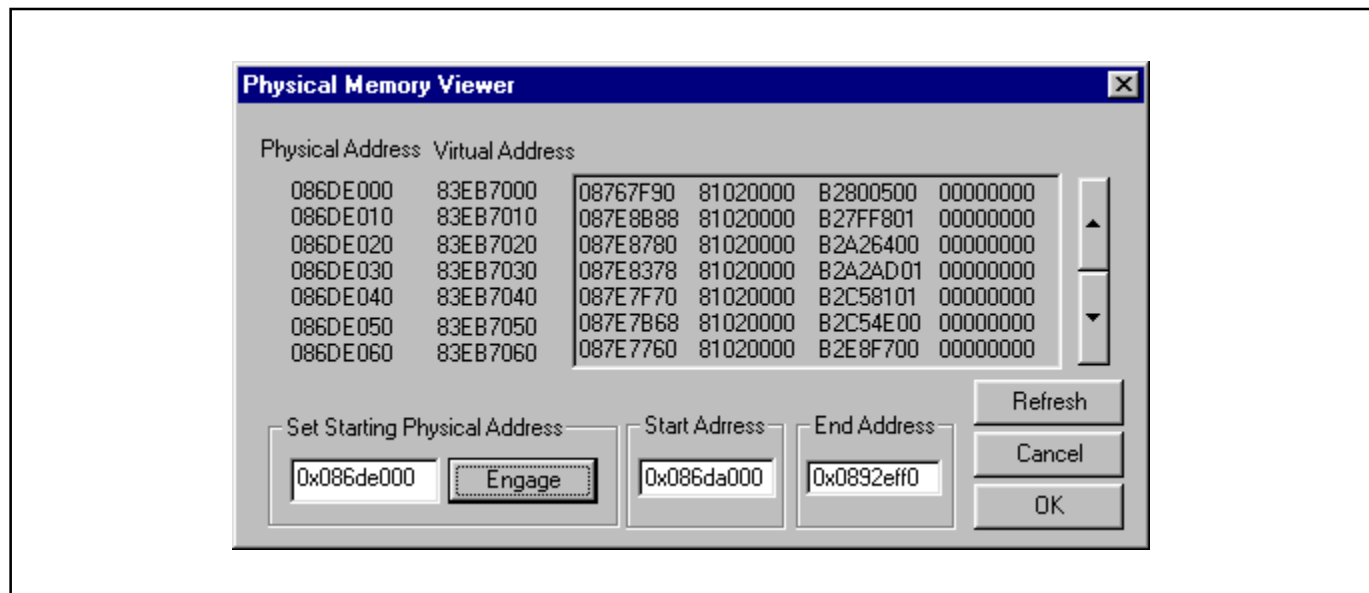 Physical Memory Viewer
Physical Address Virtual Address
086DE000 83EB7000 08767F90 81020000 B2800500 00000000
086DE010 83EB7010 087E8B88 81020000 B27FF801 00000000
086DE020 83EB7020 087E8780 81020000 B2A26400 00000000
086DE030 83EB7030 087E8378 81020000 B2A2AD01 00000000
086DE040 83EB7040 087E7F70 81020000 B2C58101 00000000
086DE050 83EB7050 087E7B68 81020000 B2C54E00 00000000
086DE060 83EB7060 087E7760 81020000 B2E8F700 00000000
Set Starting Physical Address
0x086de000 Engage
Start Adrress
0x086da000
End Address
0x0892eff0
Refresh
Cancel
OK